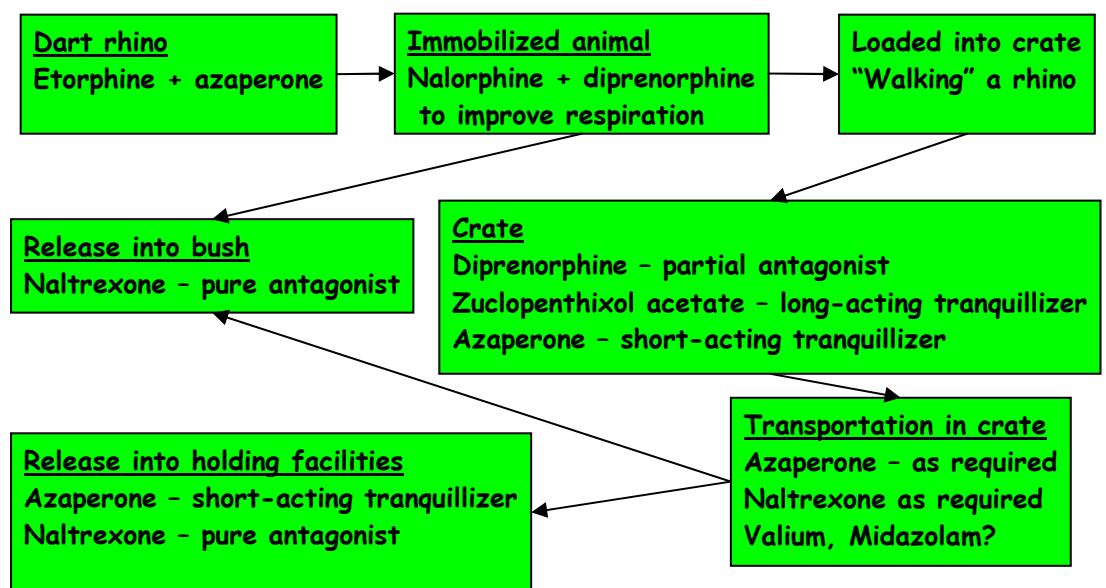 Dart rhino
Etorphine + azaperone
Immobilized animal
Nalorphine + diprenorphine
to improve respiration
Loaded into crate
“Walking” a rhino
Release into bush
Naltrexone – pure antagonist
Crate
Diprenorphine – partial antagonist
Zuclopenthixol acetate – long-acting tranquillizer
Azaperone – short-acting tranquillizer
Transportation in crate
Azaperone – as required
Naltrexone as required
Valium, Midazolam?
Release into holding facilities
Azaperone – short-acting tranquillizer
Naltrexone – pure antagonist